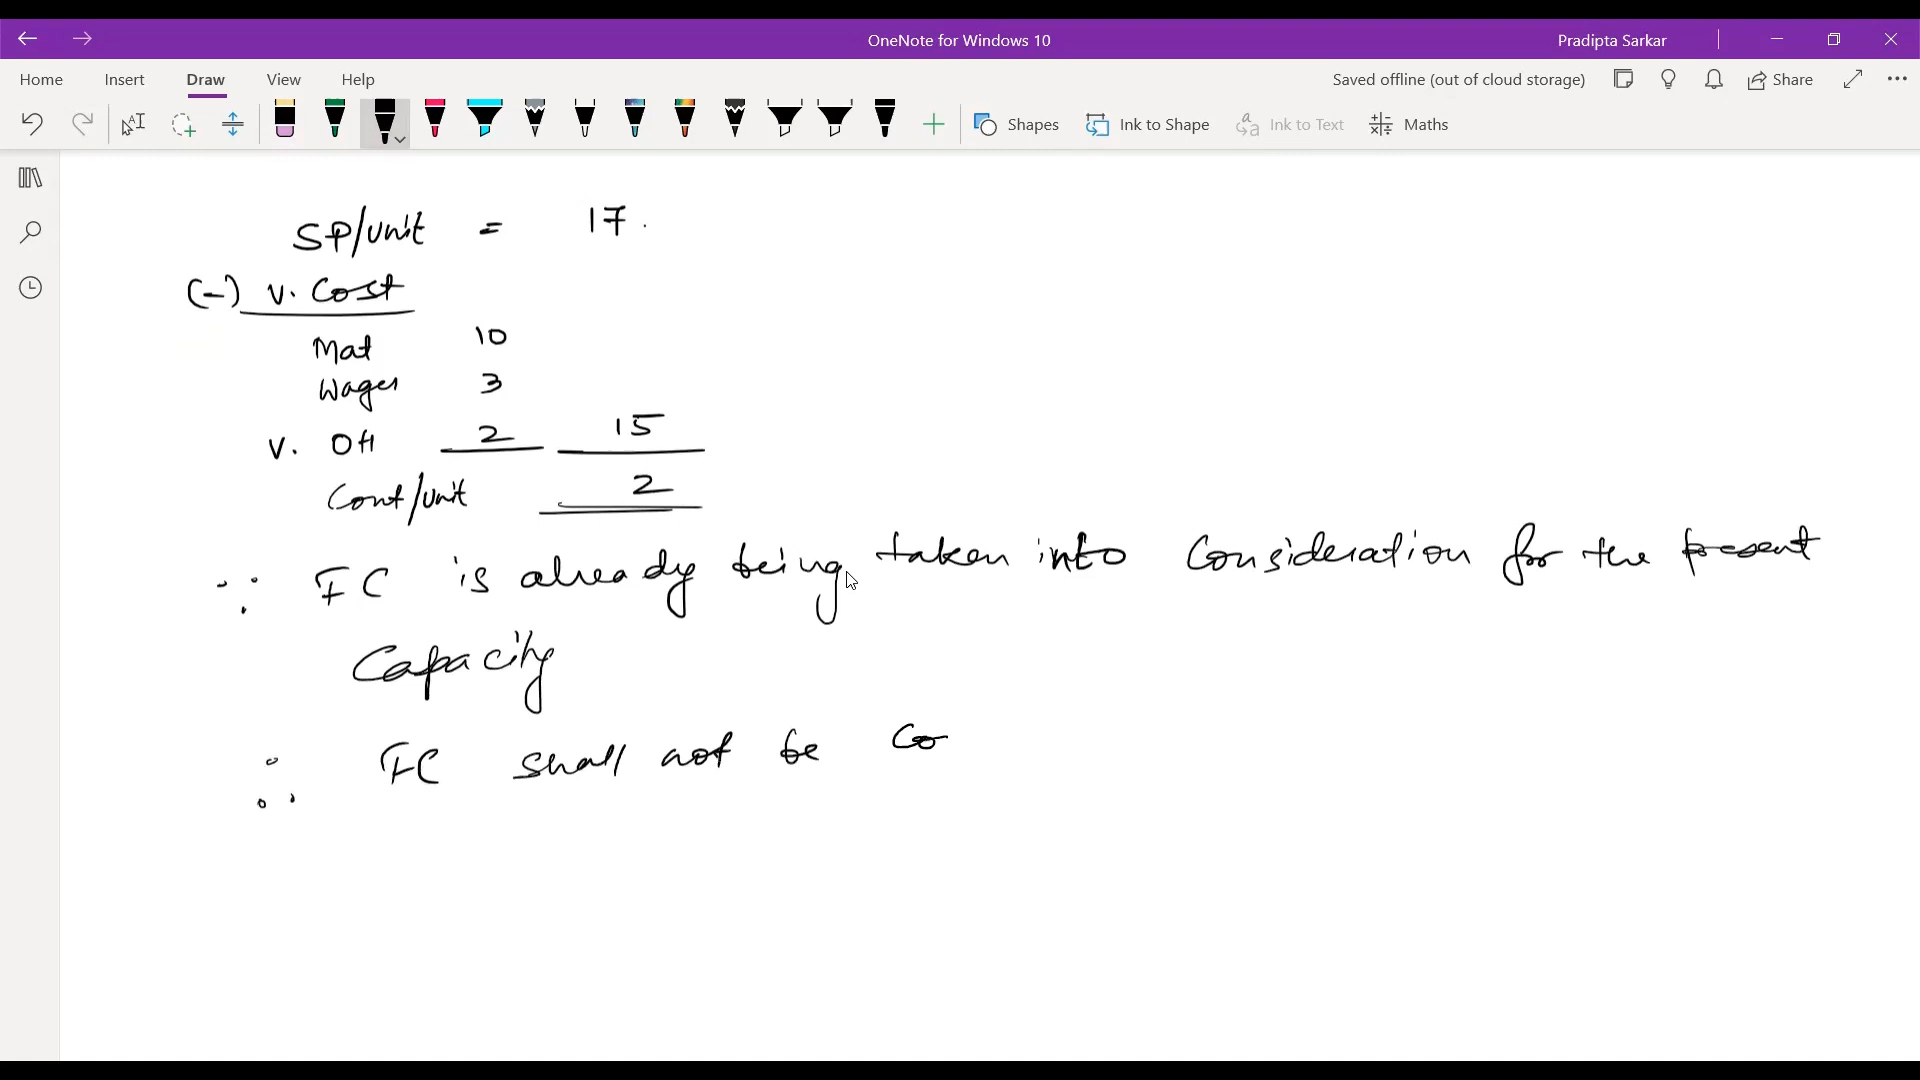 OneNote for Windows 10
Pradipta Sarkar
Home Insert Draw View Help
Saved offline (out of cloud storage)
Share
Shapes
Ink to Shape
Ink to Text
Maths
SP/unit = 17.
(-) V. Cost
Mat 10
Wages 3
V. OH 2 15
Cont/unit 2
∵ FC is already being taken into Consideration for the present
Capacity
∴ FC shall not be Co